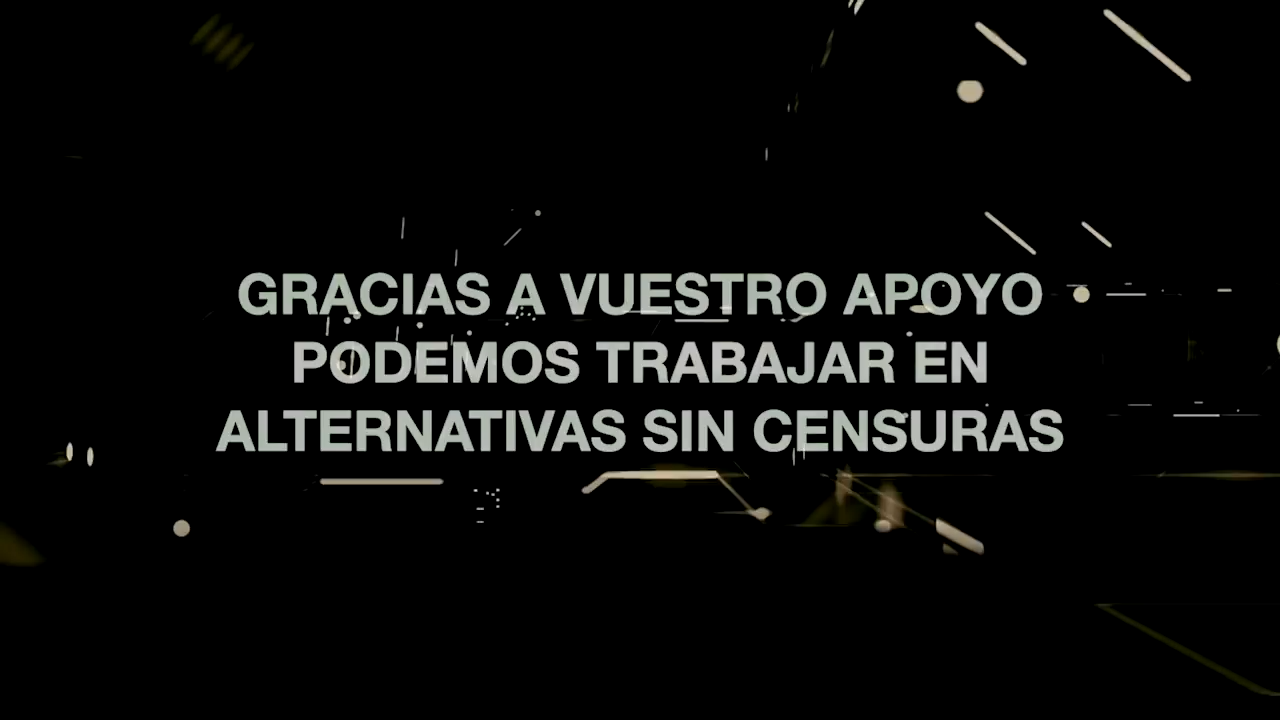 GRACIAS A VUESTRO APOYO
PODEMOS TRABAJAR EN
ALTERNATIVAS SIN CENSURAS